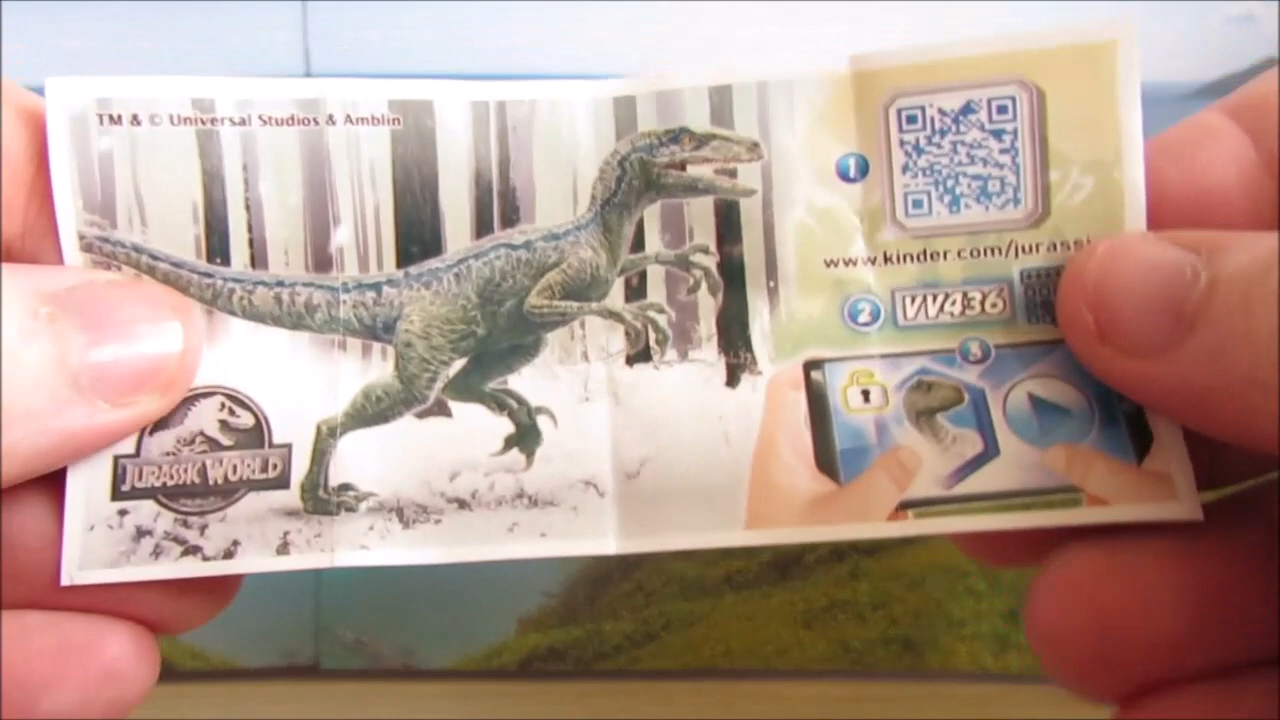 TM & © Universal Studios & Amblin
1
www.kinder.com/jurassi
2 VV436
3
JURASSIC WORLD